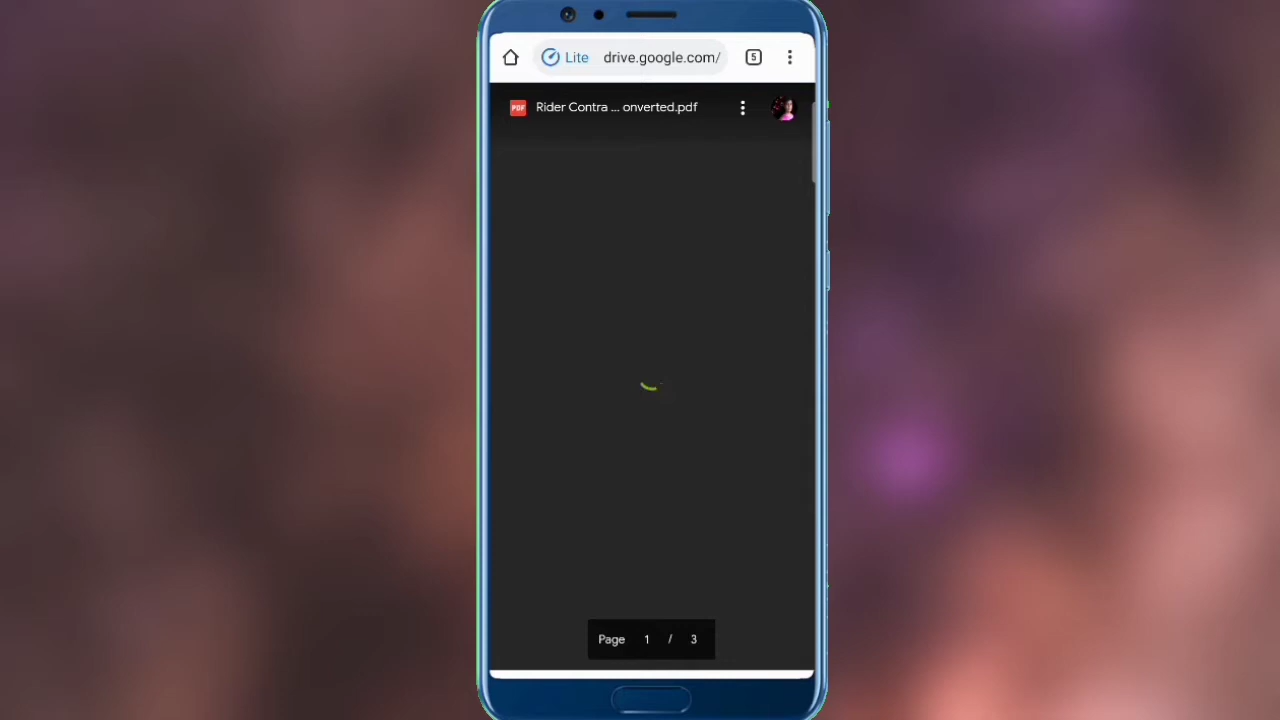 Lite drive.google.com/ 5
PDF Rider Contra ... onverted.pdf
Page 1 / 3